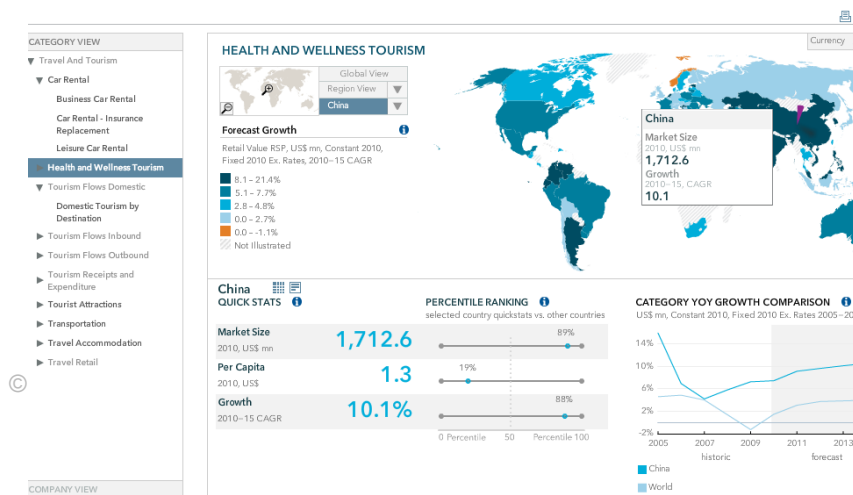 CATEGORY VIEW
Travel And Tourism
Car Rental
Business Car Rental
Car Rental - Insurance
Replacement
Leisure Car Rental
Health and Wellness Tourism
Tourism Flows Domestic
Domestic Tourism by
Destination
Tourism Flows Inbound
Tourism Flows Outbound
Tourism Receipts and
Expenditure
Tourist Attractions
Transportation
Travel Accommodation
Travel Retail
©
COMPANY VIEW
Currency
HEALTH AND WELLNESS TOURISM
Global View
Region View
China
Forecast Growth
Retail Value RSP, US$ mn, Constant 2010,
Fixed 2010 Ex. Rates, 2010-15 CAGR
8.1 - 21.4%
5.1 - 7.7%
2.8 - 4.8%
0.0 - 2.7%
0.0 - -1.1%
Not Illustrated
China
Market Size
2010, US$ mn
1,712.6
Growth
2010-15, CAGR
10.1
China
QUICK STATS
Market Size
2010, US$ mn
1,712.6
Per Capita
2010, US$
1.3
Growth
2010-15 CAGR
10.1%
PERCENTILE RANKING
selected country quickstats vs. other countries
89%
19%
88%
0 Percentile 50 Percentile 100
CATEGORY YOY GROWTH COMPARISON
US$ mn, Constant 2010, Fixed 2010 Ex. Rates 2005-20
14%
10%
6%
2%
-2%
2005 2007 2009 2011 2013
historic forecast
China
World